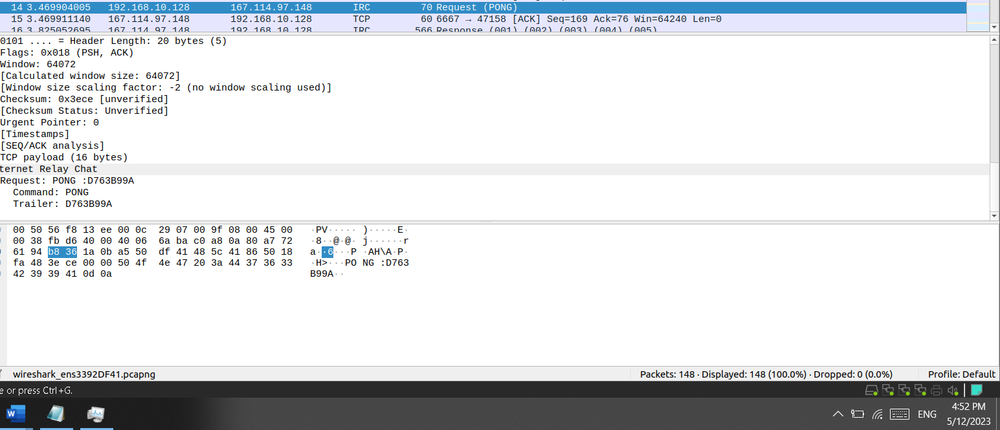 14 3.469904005 192.168.10.128 167.114.97.148 IRC 70 Request (PONG)
15 3.469911140 167.114.97.148 192.168.10.128 TCP 60 6667 → 47158 [ACK] Seq=169 Ack=76 Win=64240 Len=0
16 3.825052695 167.114.97.148 192.168.10.128 IRC 566 Response (001) (002) (003) (004) (005)
0101 .... = Header Length: 20 bytes (5)
Flags: 0x018 (PSH, ACK)
Window: 64072
[Calculated window size: 64072]
[Window size scaling factor: -2 (no window scaling used)]
Checksum: 0x3ece [unverified]
[Checksum Status: Unverified]
Urgent Pointer: 0
[Timestamps]
[SEQ/ACK analysis]
TCP payload (16 bytes)
ternet Relay Chat
Request: PONG :D763B99A
Command: PONG
Trailer: D763B99A
00 50 56 f8 13 ee 00 0c 29 07 00 9f 08 00 45 00 ·PV····· )·····E·
00 38 fb d6 40 00 40 06 6a ba c0 a8 0a 80 a7 72 ·8··@·@· j······r
61 94 b8 36 1a 0b a5 50 df 41 48 5c 41 86 50 18 a··6···P ·AH\A·P·
fa 48 3e ce 00 00 50 4f 4e 47 20 3a 44 37 36 33 ·H>···PO NG :D763
42 39 39 41 0d 0a B99A··
wireshark_ens3392DF41.pcapng Packets: 148 · Displayed: 148 (100.0%) · Dropped: 0 (0.0%) Profile: Default
e or press Ctrl+G.
W
ENG
4:52 PM
5/12/2023